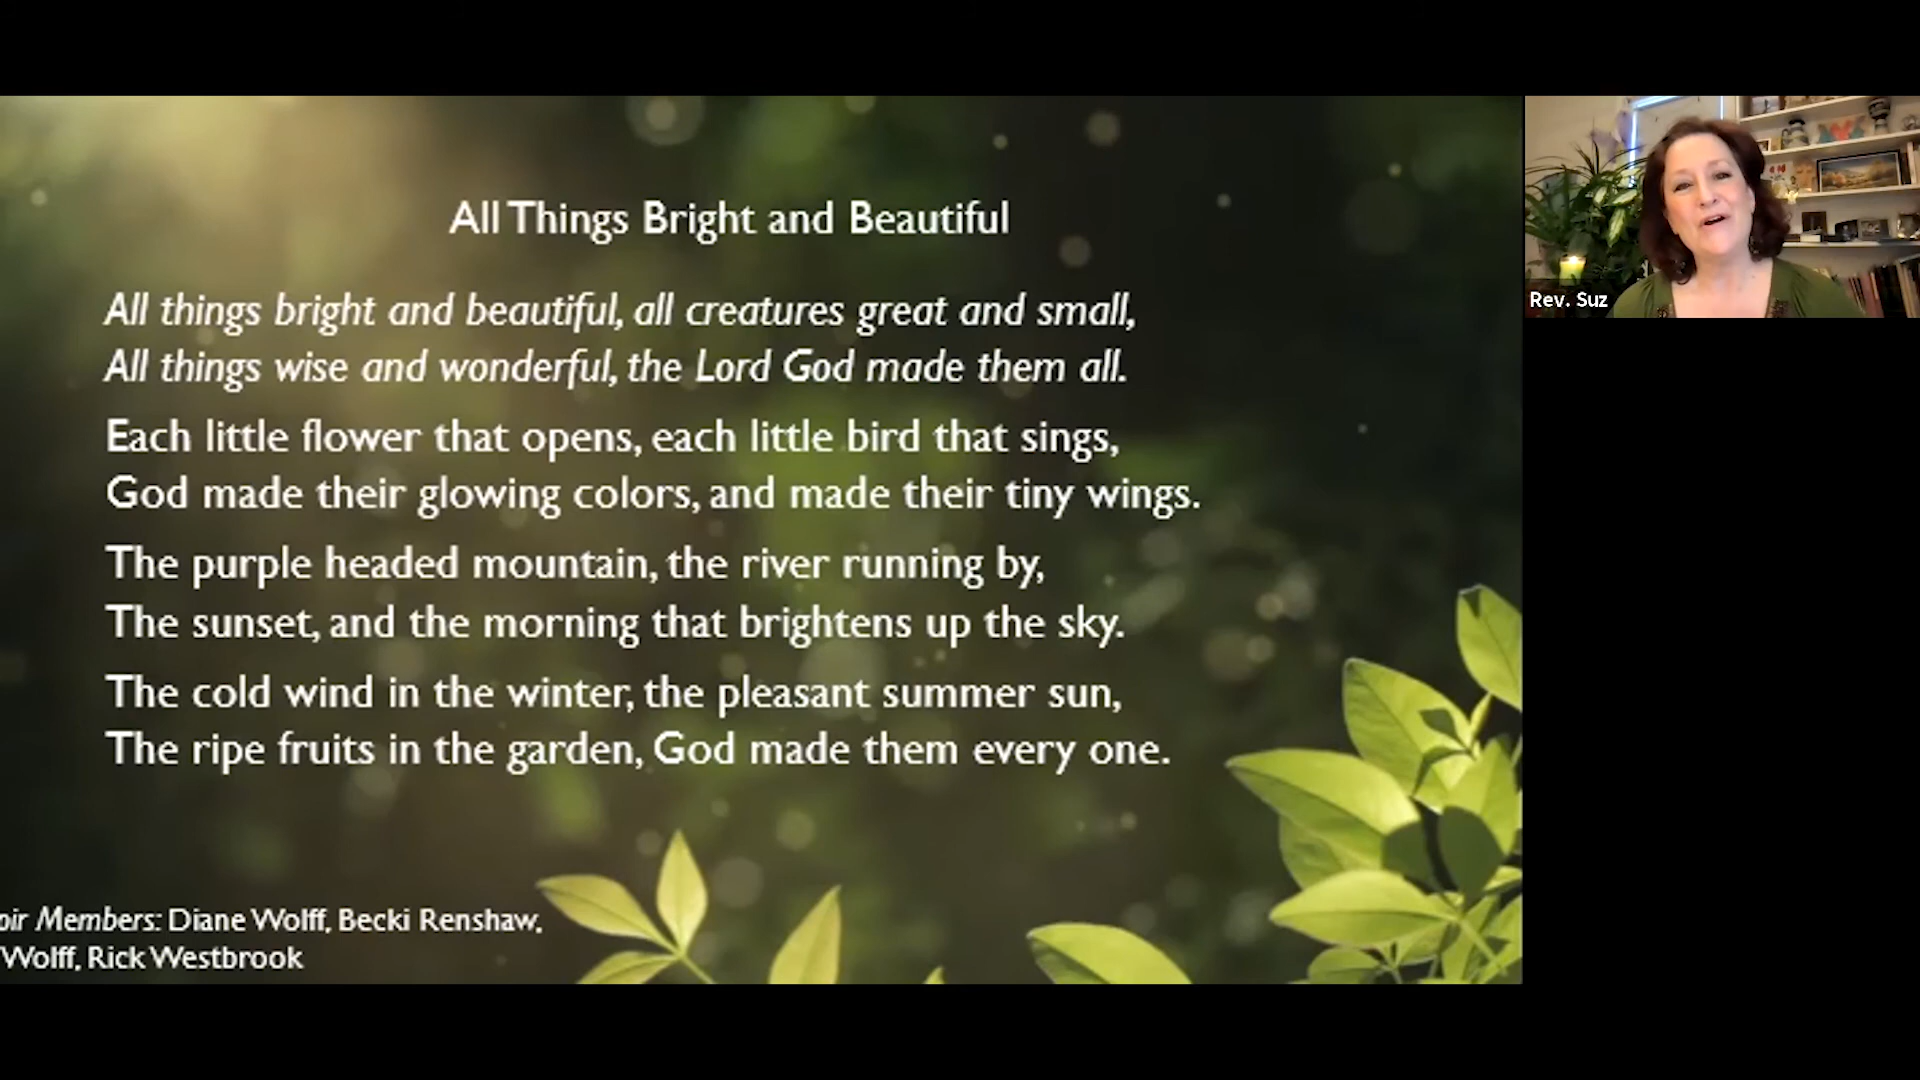 All Things Bright and Beautiful
All things bright and beautiful, all creatures great and small,
All things wise and wonderful, the Lord God made them all.
Each little flower that opens, each little bird that sings,
God made their glowing colors, and made their tiny wings.
The purple headed mountain, the river running by,
The sunset, and the morning that brightens up the sky.
The cold wind in the winter, the pleasant summer sun,
The ripe fruits in the garden, God made them every one.
oir Members: Diane Wolff, Becki Renshaw,
Wolff, Rick Westbrook
Rev. Suz